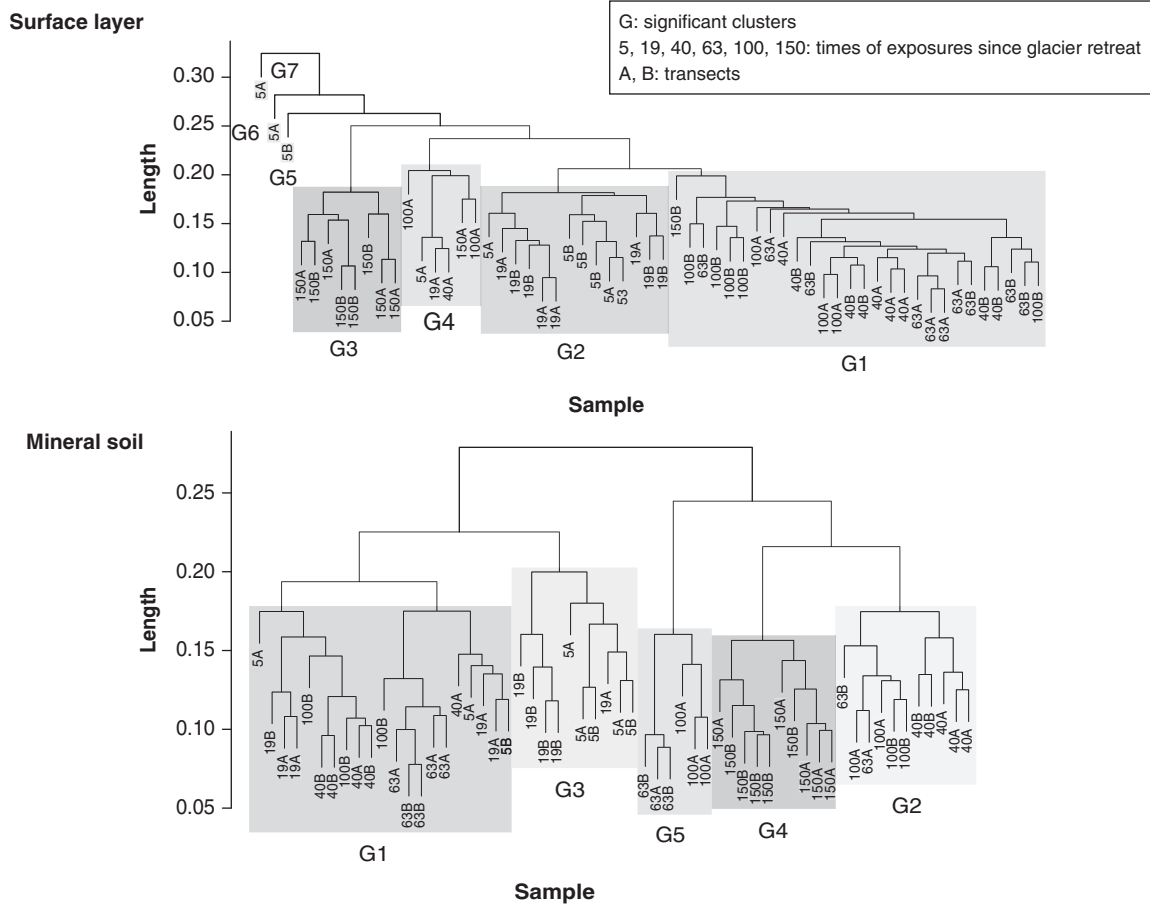 Surface layer
G: significant clusters
5, 19, 40, 63, 100, 150: times of exposures since glacier retreat
A, B: transects
0.30
0.25
0.20
0.15
0.10
0.05
Length
G7
5A
G6
5A
5B
G5
150A
150B
150A
150B
150B
150B
150A
150A
G3
100A
5A
19A
40A
150A
100A
G4
5A
19A
19B
19B
19A
19A
5B
5B
5B
5A
53
19A
19B
19B
G2
150B
100B
63B
100B
100B
100B
100A
63A
40A
40B
63B
100A
100A
40B
40B
40A
40A
40A
63A
63A
63A
63A
63B
40B
40B
63B
63B
100B
G1
Sample
Mineral soil
0.25
0.20
0.15
0.10
0.05
Length
5A
19B
19A
19A
100B
40B
40B
100B
40A
40B
100B
63A
63B
63B
63A
63A
40A
5A
19A
19A
5B
G1
19B
19B
19B
19B
5A
5A
5B
19A
5A
5B
G3
63B
63A
63B
100A
100A
100A
G5
150A
150B
150B
150B
150B
150A
150B
150A
150A
150A
G4
63B
100A
63A
100A
100B
100B
40B
40B
40A
40A
40A
G2
Sample